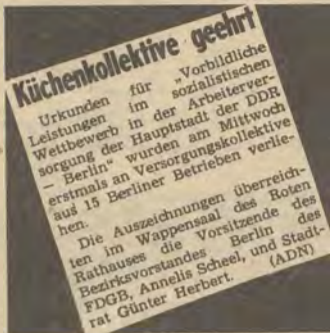 Küchenkollektive geehrt
Urkunden für „Vorbildliche
Leistungen im sozialistischen
Wettbewerb in der Arbeiterver-
sorgung der Hauptstadt der DDR
— Berlin“ wurden am Mittwoch
erstmals an Versorgungskollektive
aus 15 Berliner Betrieben verlie-
hen.
Die Auszeichnungen überreich-
ten im Wappensaal des Roten
Rathauses die Vorsitzende des
Bezirksvorstandes Berlin des
FDGB, Annelis Scheel, und Stadt-
rat Günter Herbert. (ADN)